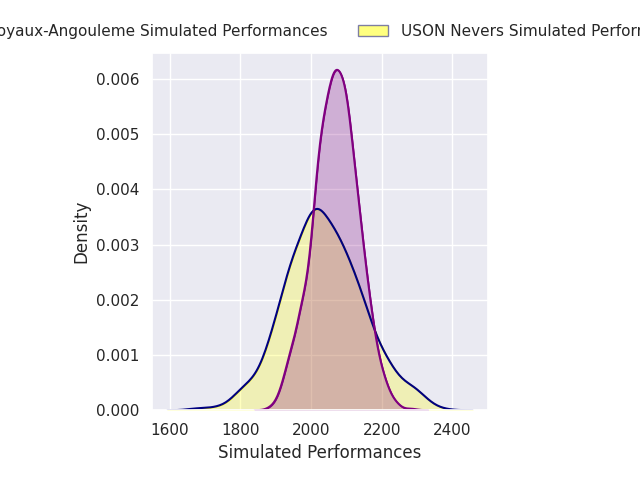 oyaux-Angouleme Simulated Performances USON Nevers Simulated Perfor
0.006
0.005
0.004
0.003
0.002
0.001
0.000
Density
1600 1800 2000 2200 2400
Simulated Performances